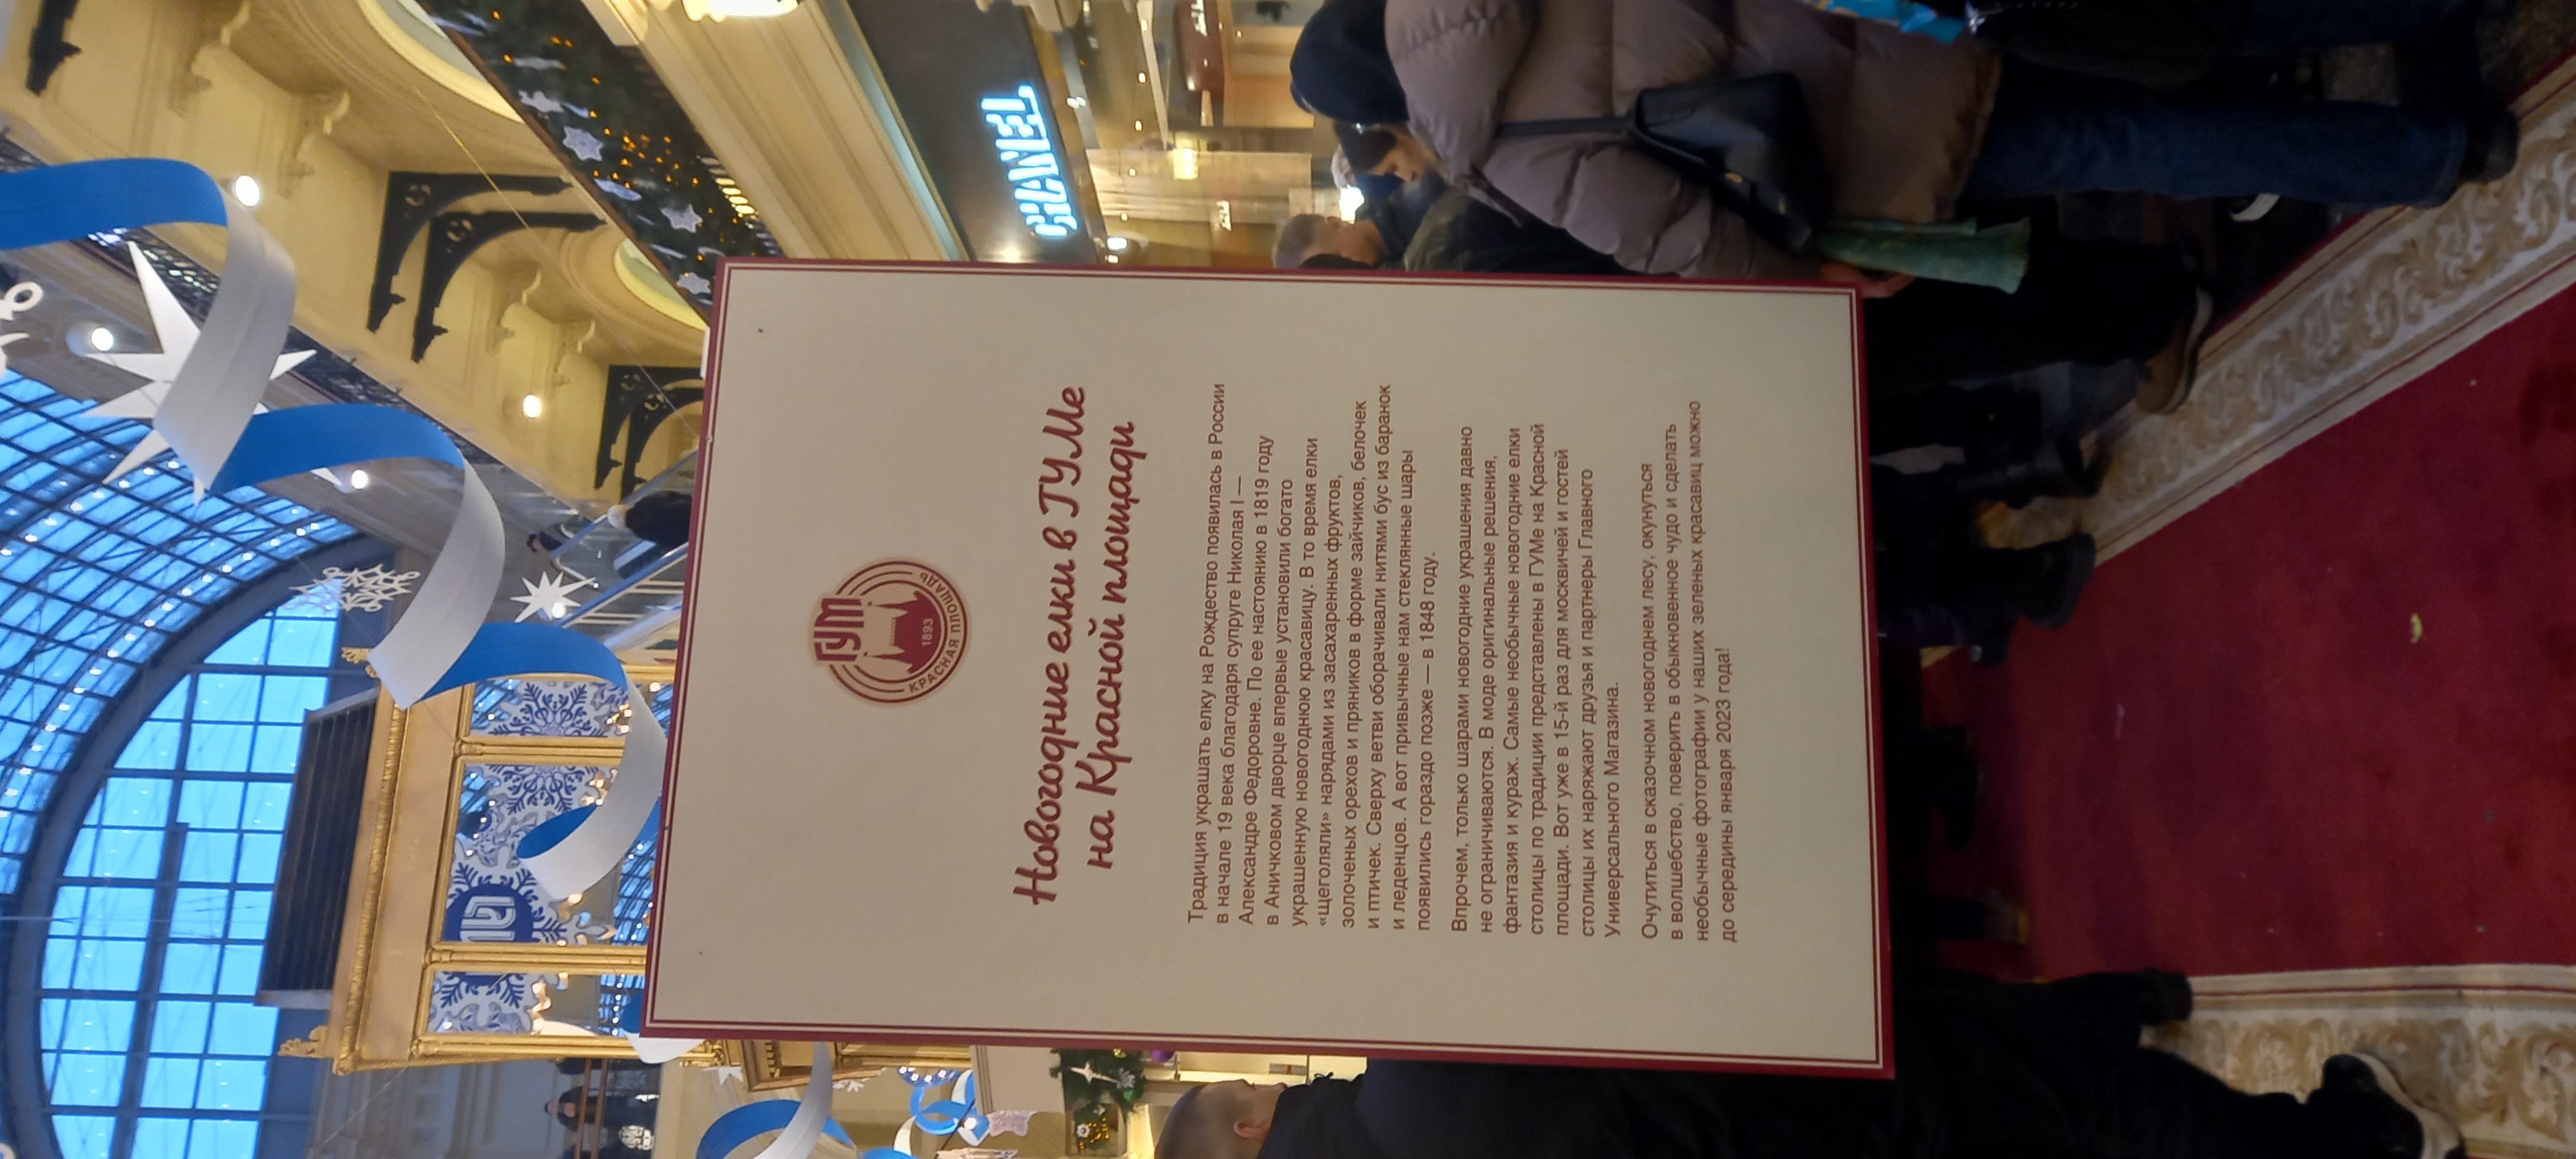 CHANEL
ГУМ
1893
КРАСНАЯ ПЛОЩАДЬ
Новогодние елки в ГУМе
на Красной площади
Традиция украшать елку на Рождество появилась в России
в начале 19 века благодаря супруге Николая I —
Александре Федоровне. По ее настоянию в 1819 году
в Аничковом дворце впервые установили богато
украшенную новогоднюю красавицу. В то время елки
«щеголяли» нарядами из засахаренных фруктов,
золоченых орехов и пряников в форме зайчиков, белочек
и птичек. Сверху ветви оборачивали нитями бус из баранок
и леденцов. А вот привычные нам стеклянные шары
появились гораздо позже — в 1848 году.
Впрочем, только шарами новогодние украшения давно
не ограничиваются. В моде оригинальные решения,
фантазия и кураж. Самые необычные новогодние елки
столицы по традиции представлены в ГУМе на Красной
площади. Вот уже в 15-й раз для москвичей и гостей
столицы их наряжают друзья и партнеры Главного
Универсального Магазина.
Очутиться в сказочном новогоднем лесу, окунуться
в волшебство, поверить в обыкновенное чудо и сделать
необычные фотографии у наших зеленых красавиц можно
до середины января 2023 года!